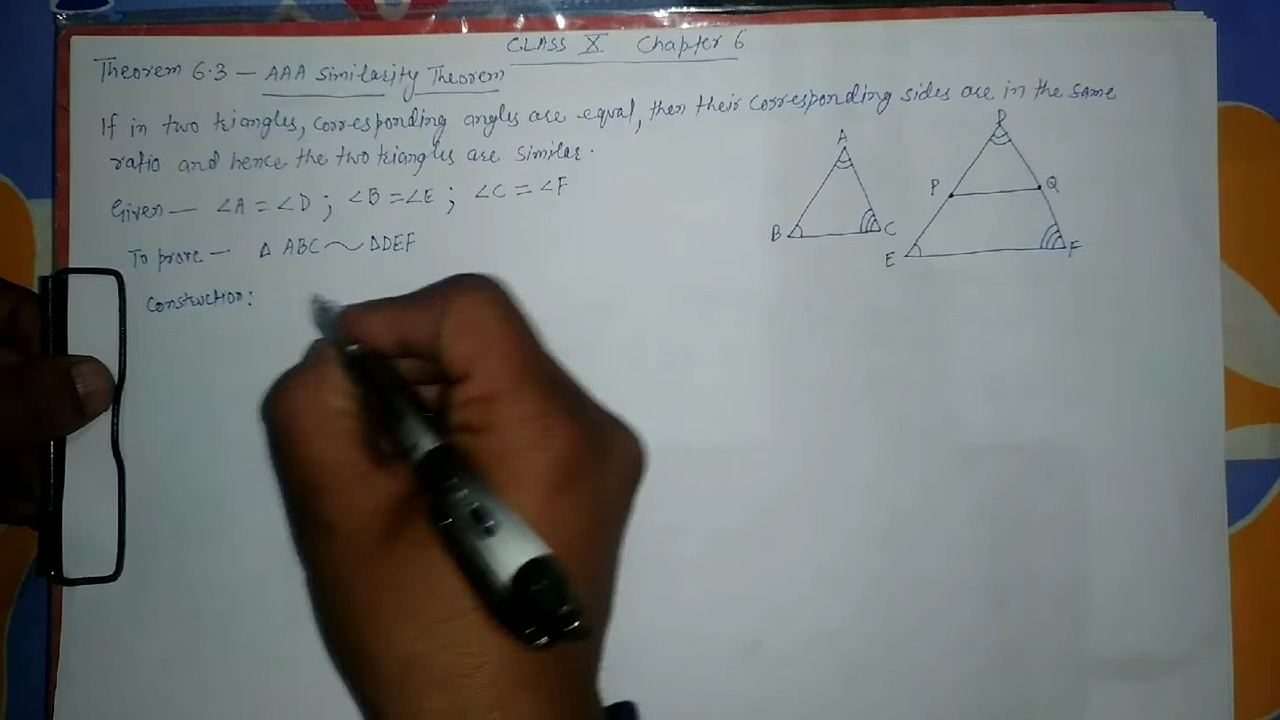 CLASS X Chapter 6
Theorem 6.3 — AAA Similarity Theorem
If in two triangles, corresponding angles are equal, then their corresponding sides are in the same
ratio and hence the two triangles are similar.
Given — ∠A = ∠D ; ∠B = ∠E ; ∠C = ∠F
To prove — Δ ABC ~ ΔDEF
Construction:
A
B C
D
P Q
E F